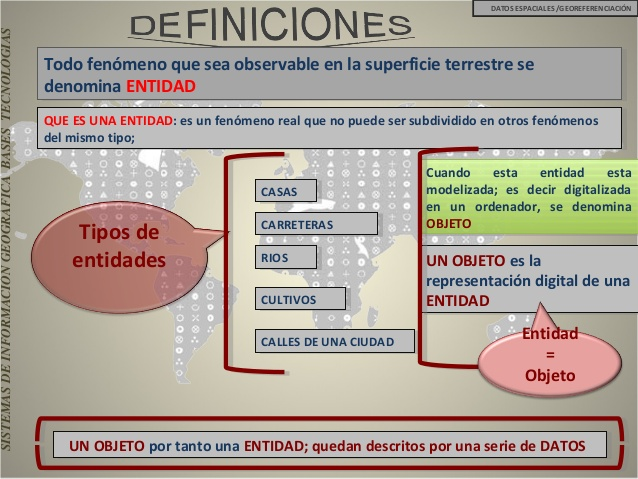 DATOS ESPACIALES /GEOREFERENCIACIÓN
DEFINICIONES
SISTEMAS DE INFORMACION GEOGRAFICA BASES TECNOLOGIAS
Todo fenómeno que sea observable en la superficie terrestre se
denomina ENTIDAD
QUE ES UNA ENTIDAD: es un fenómeno real que no puede ser subdividido en otros fenómenos
del mismo tipo;
Tipos de
entidades
CASAS
CARRETERAS
RIOS
CULTIVOS
CALLES DE UNA CIUDAD
Cuando esta entidad esta
modelizada; es decir digitalizada
en un ordenador, se denomina
OBJETO
UN OBJETO es la
representación digital de una
ENTIDAD
Entidad
=
Objeto
UN OBJETO por tanto una ENTIDAD; quedan descritos por una serie de DATOS